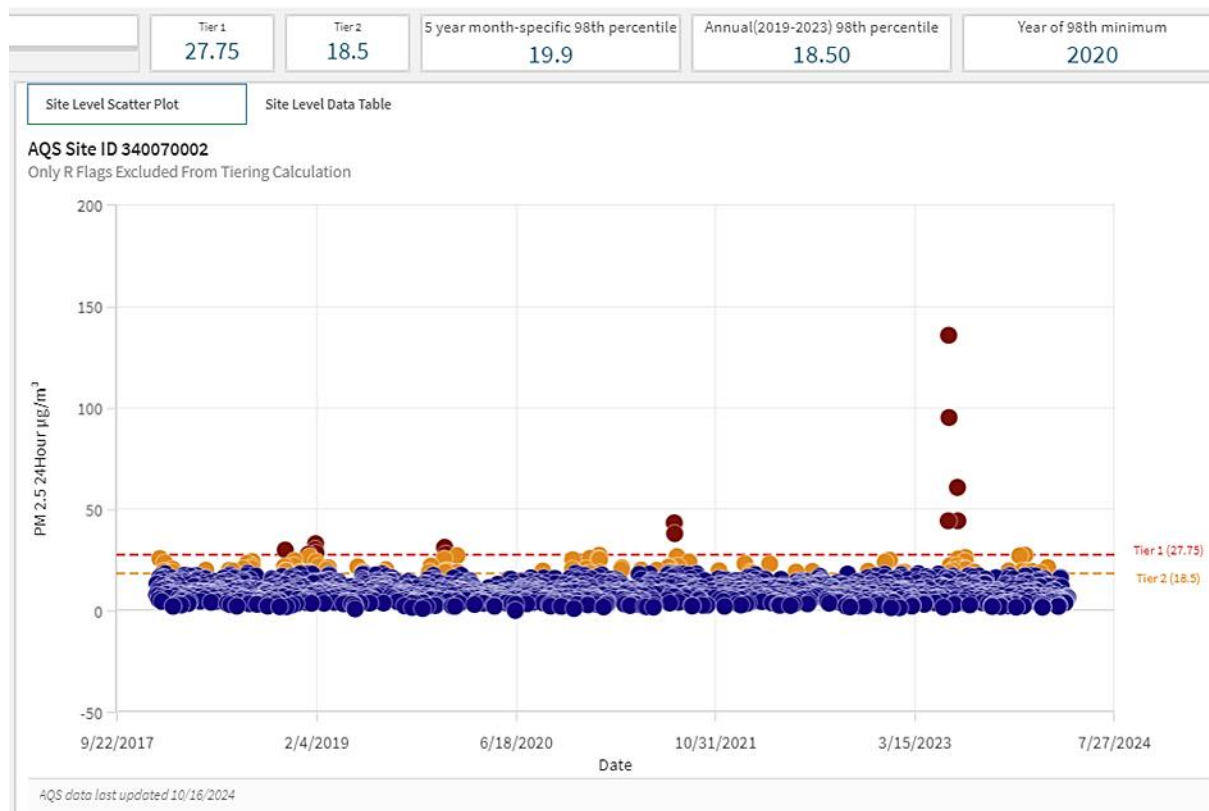 Tier 1
27.75
Tier 2
18.5
5 year month-specific 98th percentile
19.9
Annual(2019-2023) 98th percentile
18.50
Year of 98th minimum
2020
Site Level Scatter Plot
Site Level Data Table
AQS Site ID 340070002
Only R Flags Excluded From Tiering Calculation
200
150
100
50
0
-50
PM 2.5 24Hour µg/m³
Tier 1 (27.75)
Tier 2 (18.5)
9/22/2017
2/4/2019
6/18/2020
10/31/2021
3/15/2023
7/27/2024
Date
AQS data last updated 10/16/2024